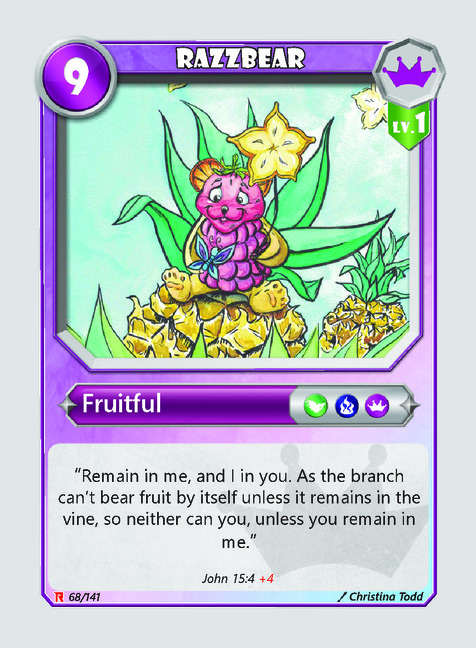 RAZZBEAR
9
LV.1
Fruitful
“Remain in me, and I in you. As the branch
can’t bear fruit by itself unless it remains in the
vine, so neither can you, unless you remain in
me.”
John 15:4 +4
R 68/141
Christina Todd